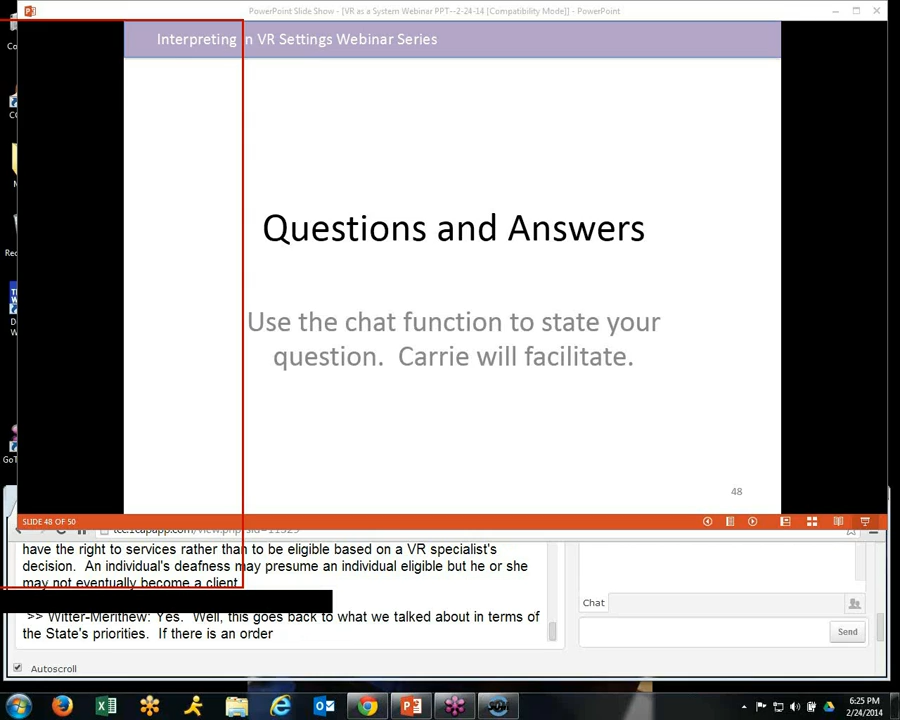 PowerPoint Slide Show - [VR as a System Webinar PPT--2-24-14 [Compatibility Mode]] - PowerPoint
Interpreting in VR Settings Webinar Series
Questions and Answers
Use the chat function to state your
question. Carrie will facilitate.
48
SLIDE 48 OF 50
have the right to services rather than to be eligible based on a VR specialist's
decision. An individual's deafness may presume an individual eligible but he or she
may not eventually become a client.
>> Witter-Merithew: Yes. Well, this goes back to what we talked about in terms of
the State's priorities. If there is an order
Chat
Send
Autoscroll
6:25 PM
2/24/2014